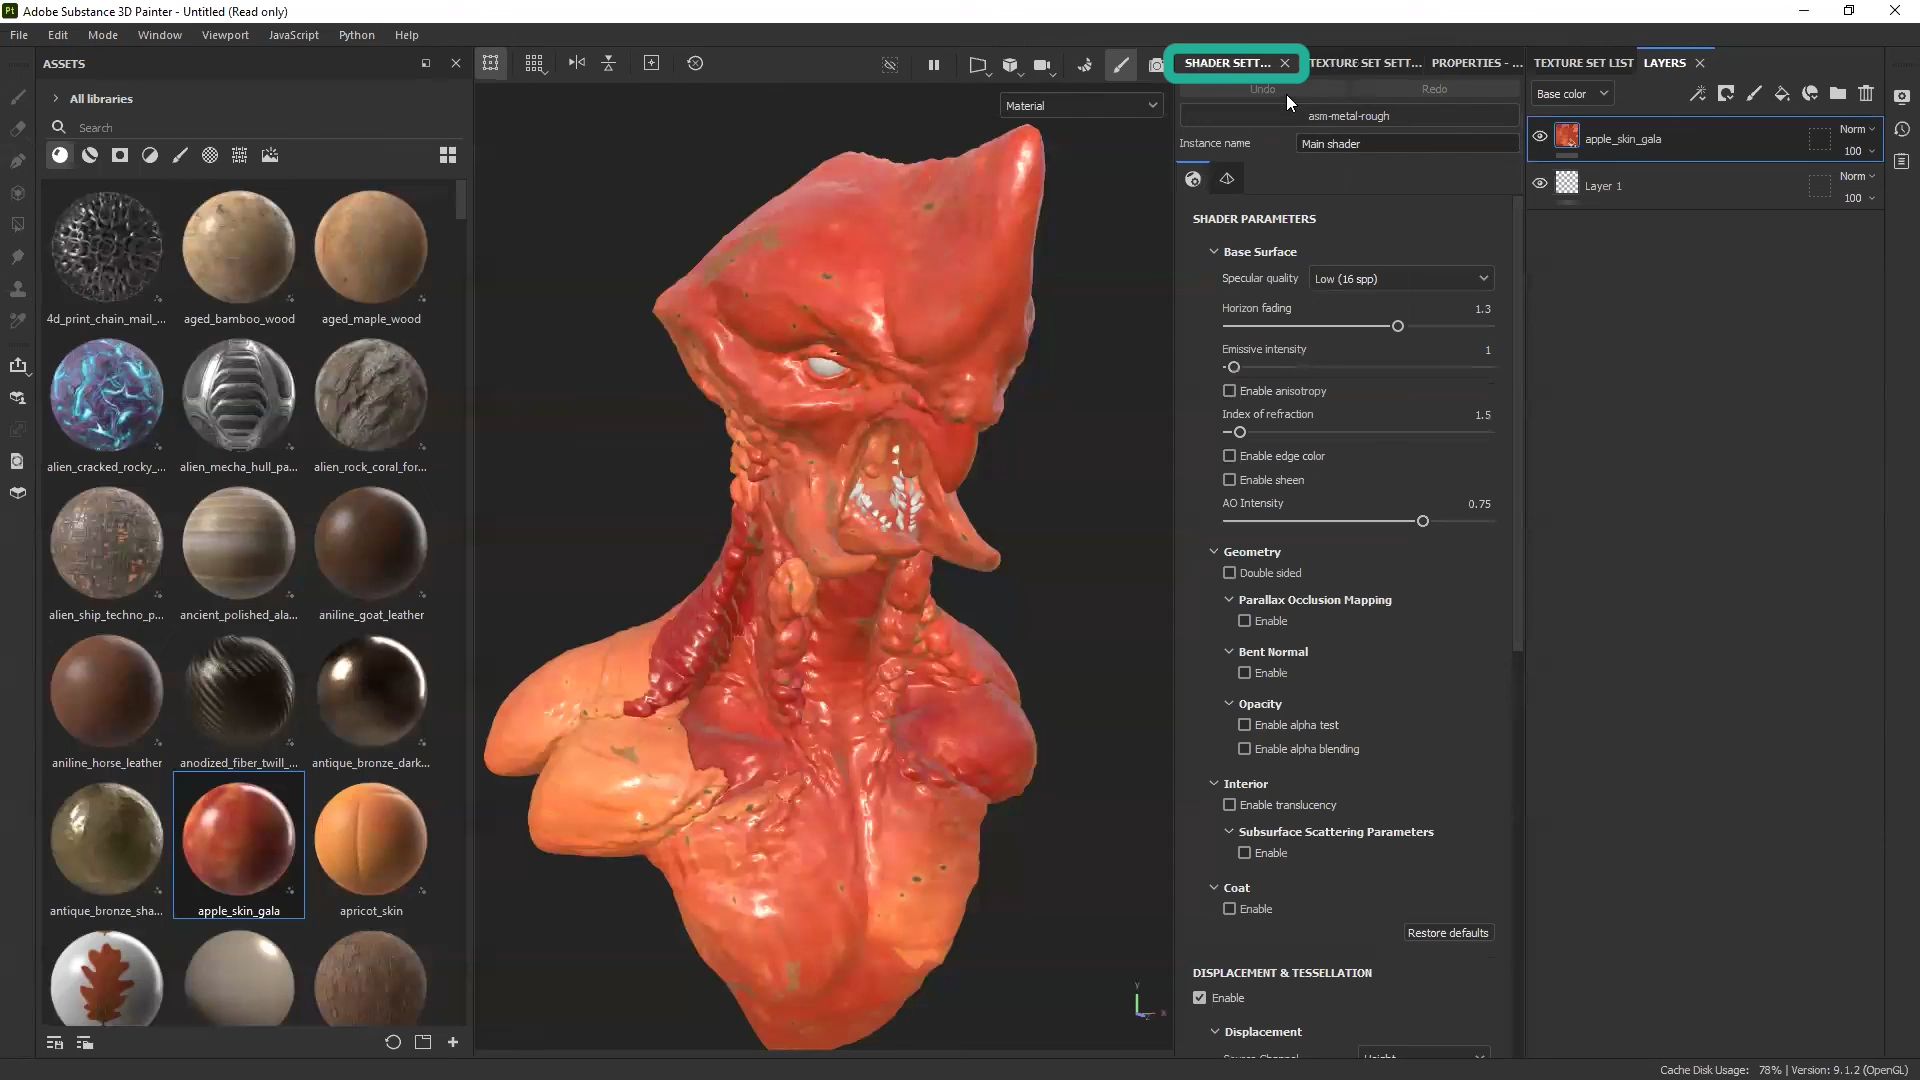 Pt Adobe Substance 3D Painter - Untitled (Read only)
File Edit Mode Window Viewport JavaScript Python Help
ASSETS
All libraries
Search
4d_print_chain_mail_...
aged_bamboo_wood
aged_maple_wood
alien_cracked_rocky_...
alien_mecha_hull_pa...
alien_rock_coral_for...
alien_ship_techno_p...
ancient_polished_ala...
aniline_goat_leather
aniline_horse_leather
anodized_fiber_twill_...
antique_bronze_dark...
antique_bronze_sha...
apple_skin_gala
apricot_skin
Material
Y
X
SHADER SETT...
TEXTURE SET SETT...
PROPERTIES - ...
Undo
Redo
asm-metal-rough
Instance name
Main shader
SHADER PARAMETERS
Base Surface
Specular quality
Low (16 spp)
Horizon fading
1.3
Emissive intensity
1
Enable anisotropy
Index of refraction
1.5
Enable edge color
Enable sheen
AO Intensity
0.75
Geometry
Double sided
Parallax Occlusion Mapping
Enable
Bent Normal
Enable
Opacity
Enable alpha test
Enable alpha blending
Interior
Enable translucency
Subsurface Scattering Parameters
Enable
Coat
Enable
Restore defaults
DISPLACEMENT & TESSELLATION
Enable
Displacement
Source Channel
Height
TEXTURE SET LIST
LAYERS
Base color
apple_skin_gala
Norm
100
Layer 1
Norm
100
Cache Disk Usage: 78% | Version: 9.1.2 (OpenGL)